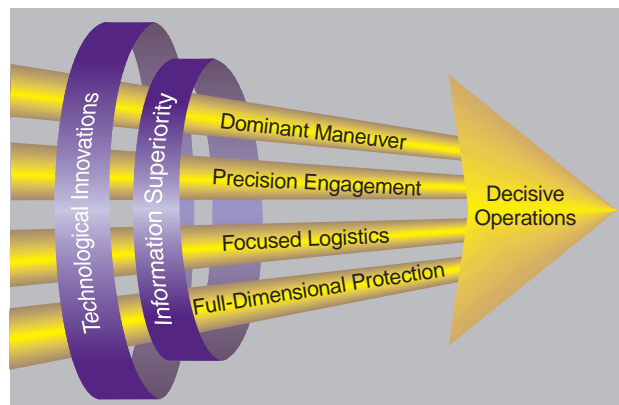 Technological Innovations
Information Superiority
Dominant Maneuver
Precision Engagement
Focused Logistics
Full-Dimensional Protection
Decisive
Operations